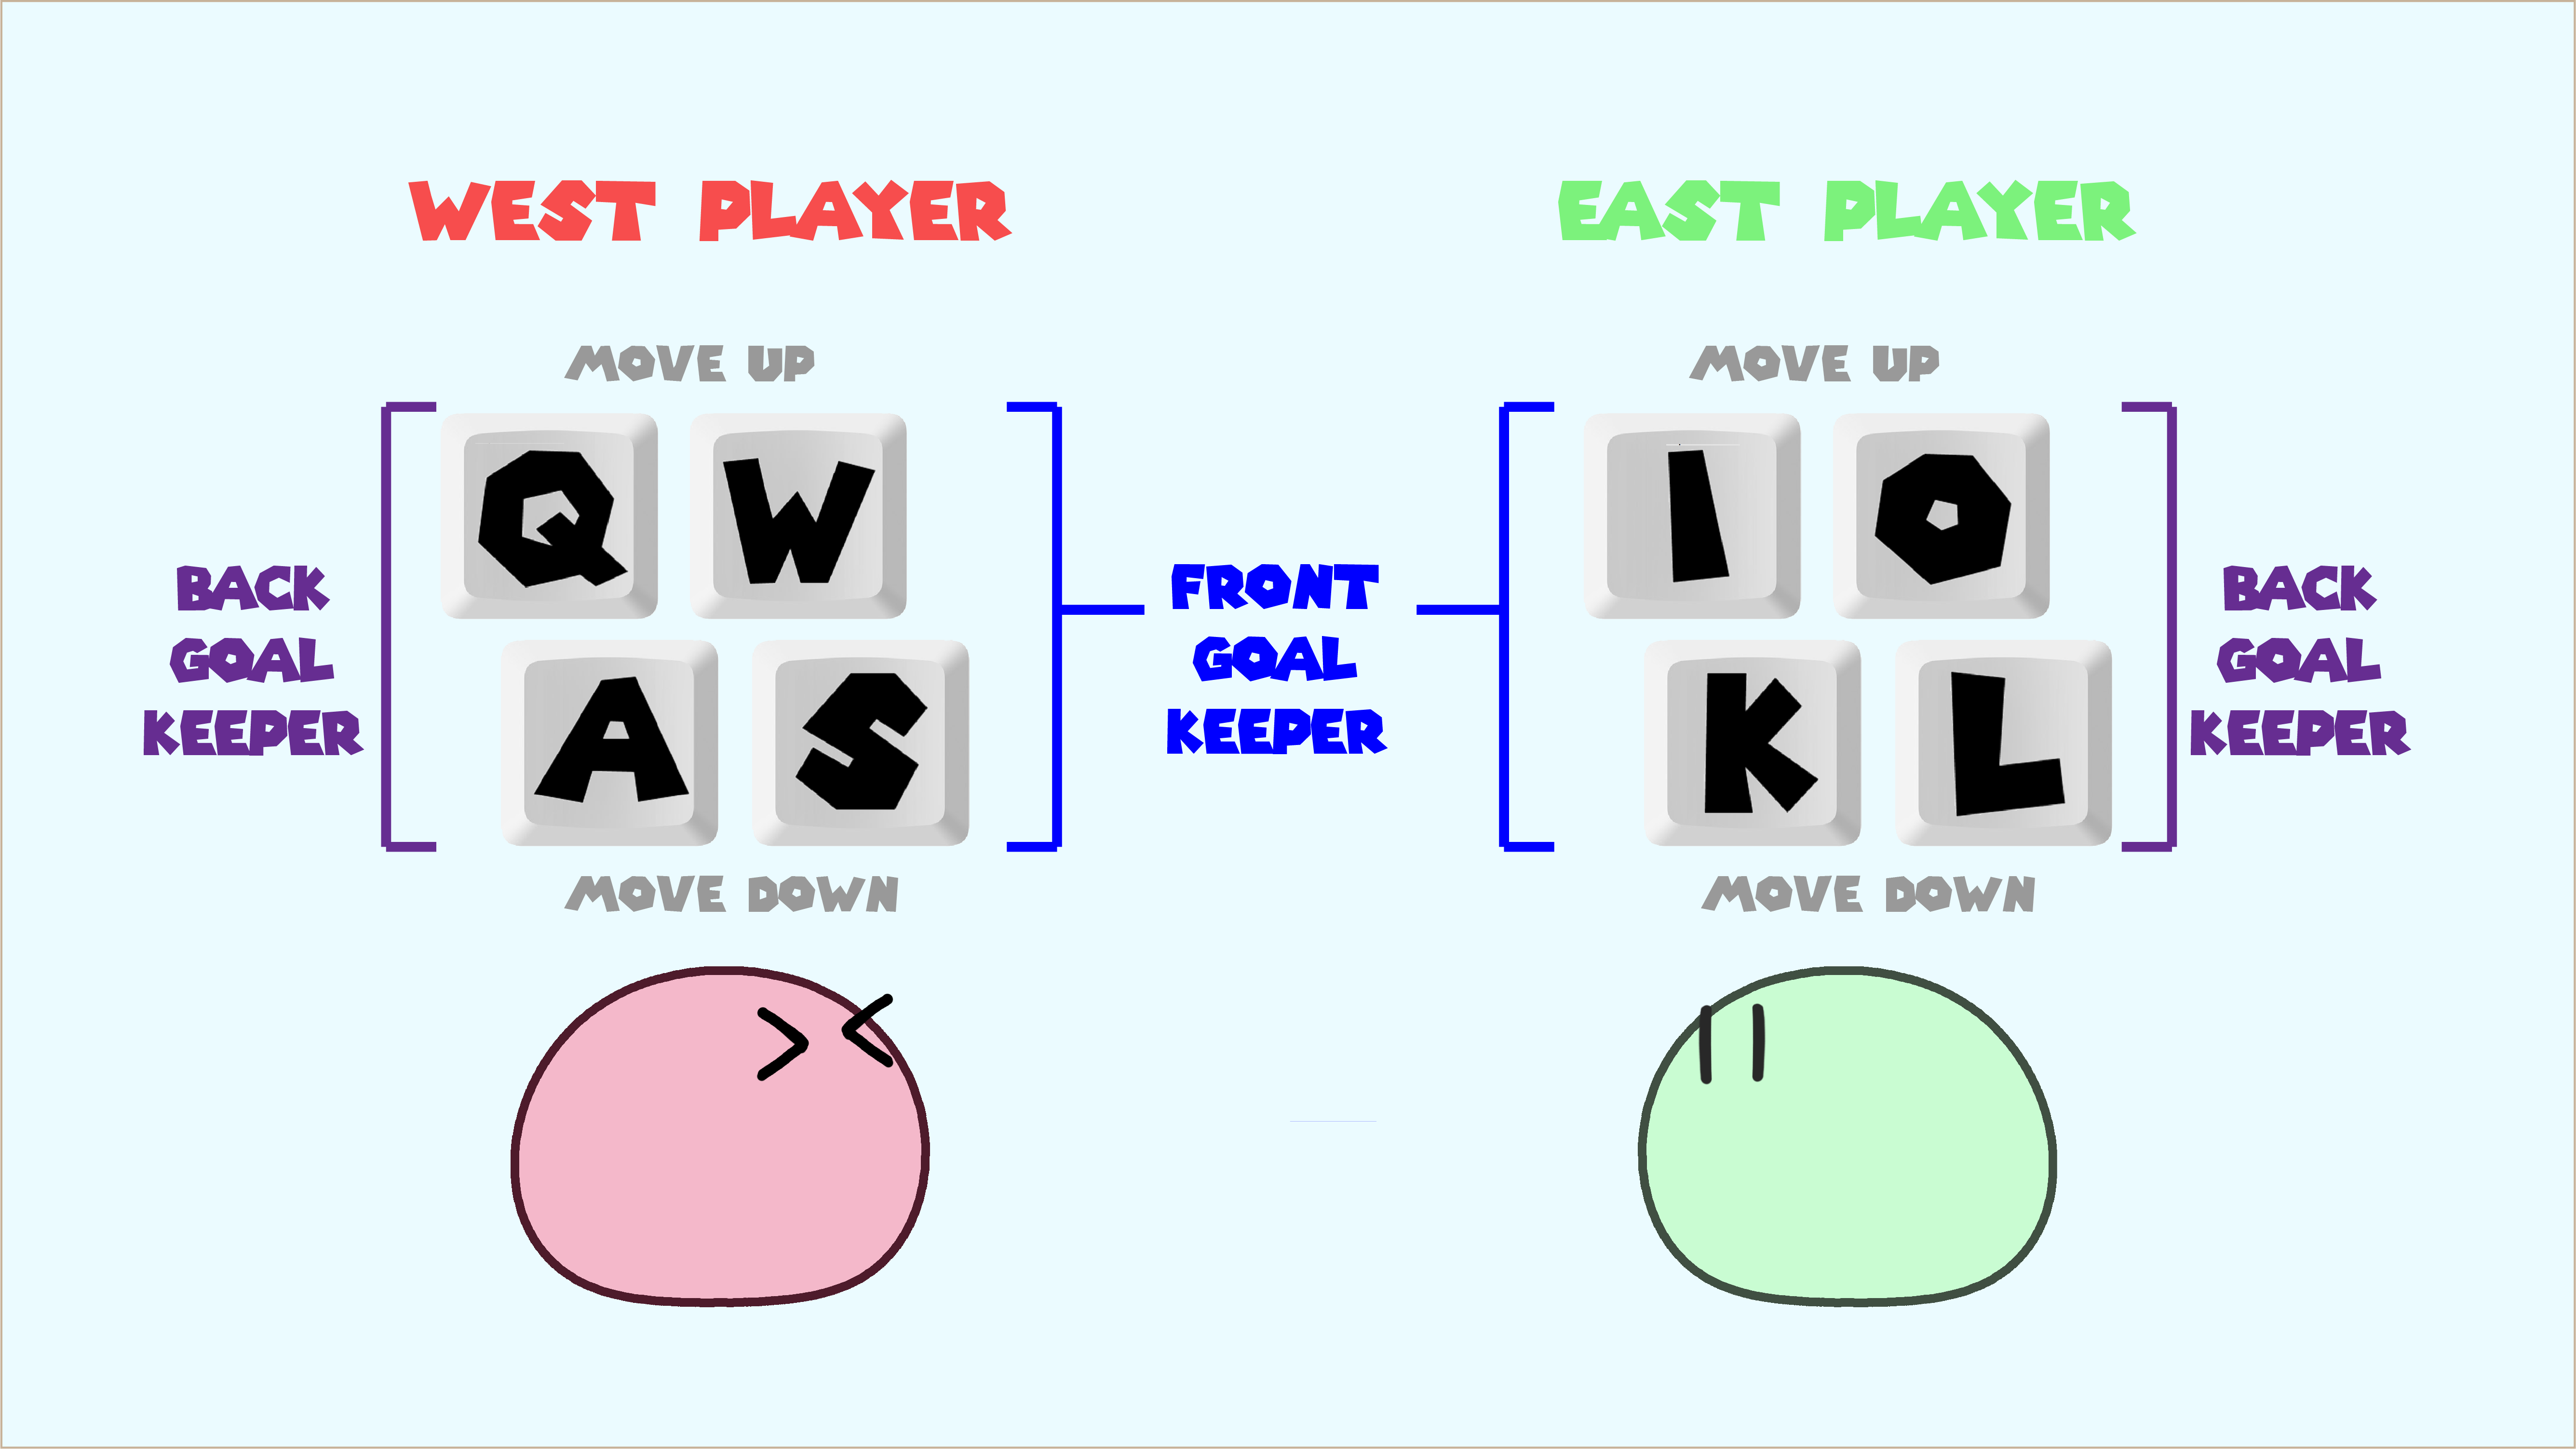 WEST PLAYER
EAST PLAYER
MOVE UP
MOVE UP
Q W
I O
BACK
GOAL
KEEPER
FRONT
GOAL
KEEPER
BACK
GOAL
KEEPER
A S
K L
MOVE DOWN
MOVE DOWN